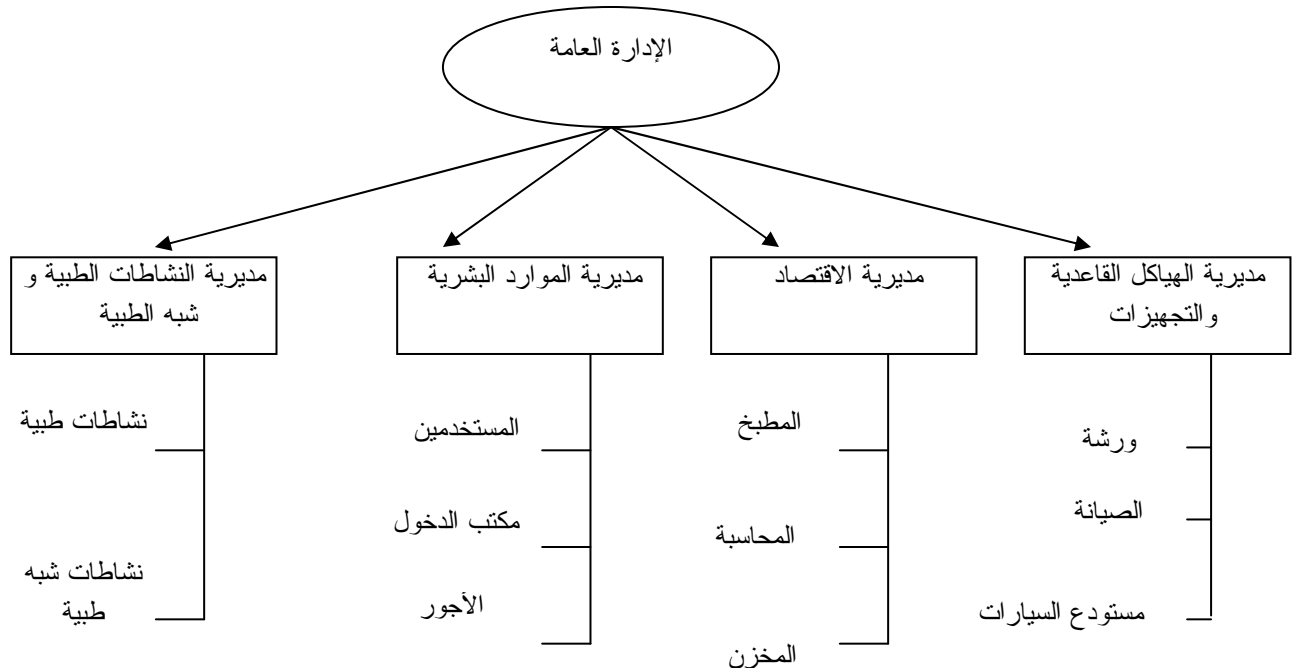 الإدارة العامة
مديرية الهياكل القاعدية
والتجهيزات
مديرية الاقتصاد
مديرية الموارد البشرية
مديرية النشاطات الطبية و
شبه الطبية
ورشة
الصيانة
مستودع السيارات
المطبخ
المحاسبة
المخزن
المستخدمين
مكتب الدخول
الأجور
نشاطات طبية
نشاطات شبه
طبية